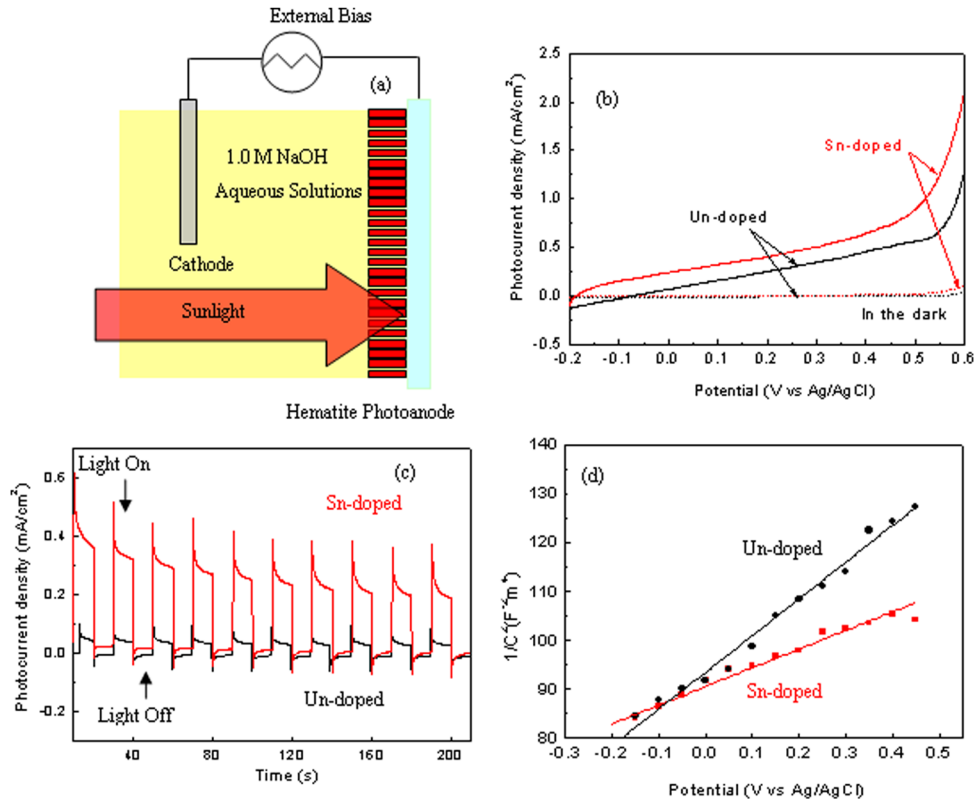 External Bias
(a)
1.0 M NaOH
Aqueous Solutions
Cathode
Sunlight
Hematite Photoanode
(b)
Photocurrent density (mA/cm²)
2.5
2.0
1.5
1.0
0.5
0.0
-0.5
Sn-doped
Un-doped
In the dark
-0.2 -0.1 0.0 0.1 0.2 0.3 0.4 0.5 0.6
Potential (V vs Ag/AgCl)
(c)
Photocurrent density (mA/cm²)
0.6
0.4
0.2
0.0
-0.2
Light On
Sn-doped
Un-doped
Light Off
40 80 120 160 200
Time (s)
(d)
1/C²(F⁻²m⁴)
140
130
120
110
100
90
80
Un-doped
Sn-doped
-0.3 -0.2 -0.1 0.0 0.1 0.2 0.3 0.4 0.5
Potential (V vs Ag/AgCl)